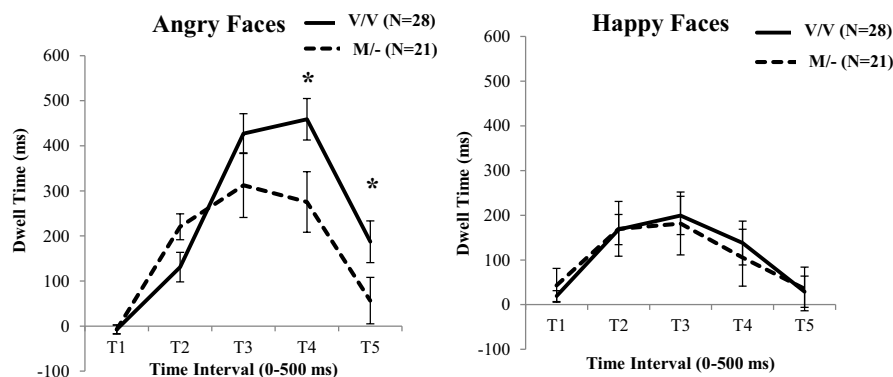 Angry Faces
V/V (N=28)
M/- (N=21)
600
500
400
300
200
100
0
-100
Dwell Time (ms)
*
*
T1 T2 T3 T4 T5
Time Interval (0-500 ms)
Happy Faces
V/V (N=28)
M/- (N=21)
600
500
400
300
200
100
0
-100
Dwell Time (ms)
T1 T2 T3 T4 T5
Time Interval (0-500 ms)